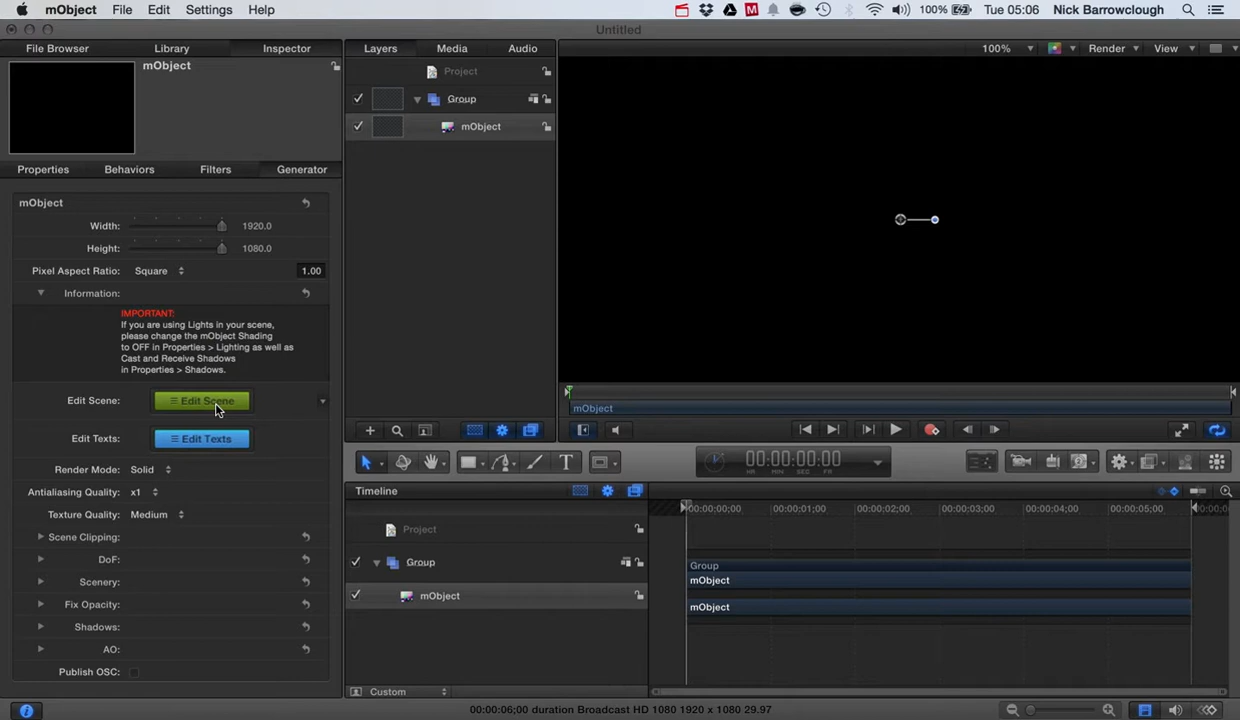 mObject File Edit Settings Help
100% Tue 05:06 Nick Barrowclough
Untitled
File Browser Library Inspector
Layers Media Audio
100% Render View
mObject
Project
Group
mObject
Properties Behaviors Filters Generator
mObject
Width: 1920.0
Height: 1080.0
Pixel Aspect Ratio: Square 1.00
Information:
IMPORTANT:
If you are using Lights in your scene,
please change the mObject Shading
to OFF in Properties > Lighting as well as
Cast and Receive Shadows
in Properties > Shadows.
Edit Scene: Edit Scene
Edit Texts: Edit Texts
Render Mode: Solid
Antialiasing Quality: x1
Texture Quality: Medium
Scene Clipping:
DoF:
Scenery:
Fix Opacity:
Shadows:
AO:
Publish OSC:
mObject
00:00:00:00
HR MIN SEC FR
Timeline
00:00:00;00 00:00:01;00 00:00:02;00 00:00:03;00 00:00:04;00 00:00:05;00
Project
Group
mObject
Group
mObject
mObject
Custom
00:00:06;00 duration Broadcast HD 1080 1920 x 1080 29.97